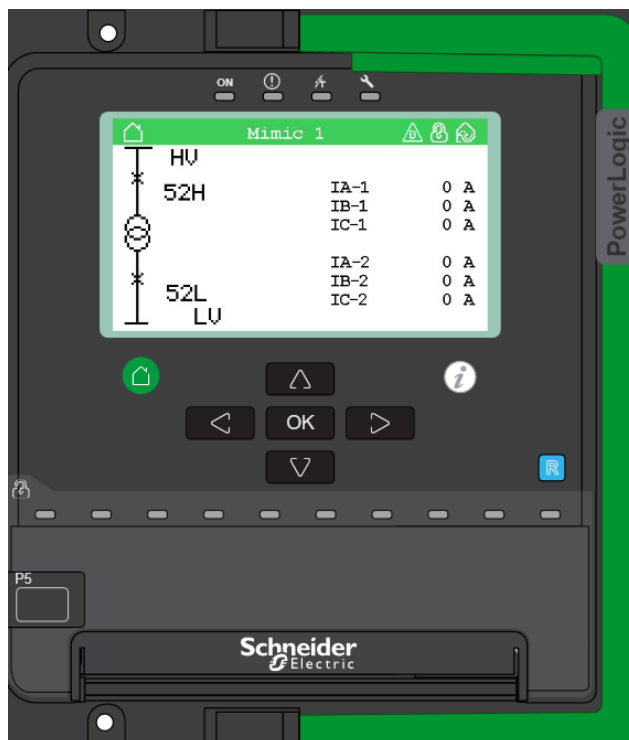 ON
Mimic 1
B
HV
52H
IA-1 0 A
IB-1 0 A
IC-1 0 A
IA-2 0 A
IB-2 0 A
IC-2 0 A
52L
LV
PowerLogic
i
OK
R
P5
Schneider
Electric